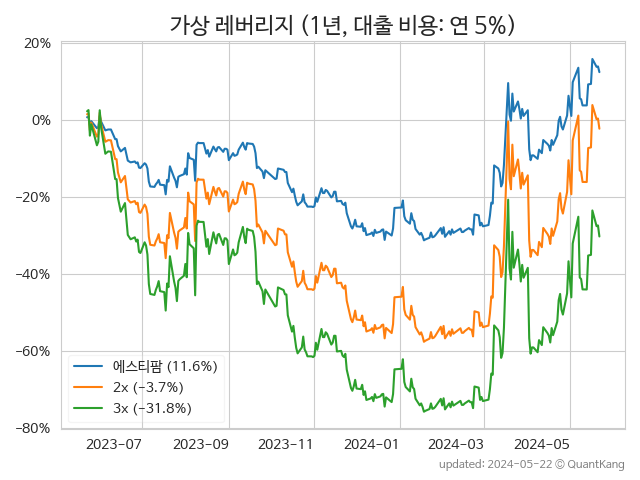 가상 레버리지 (1년, 대출 비용: 연 5%)
20%
0%
−20%
−40%
−60%
−80%
에스티팜 (11.6%)
2x (−3.7%)
3x (−31.8%)
2023-07 2023-09 2023-11 2024-01 2024-03 2024-05
updated: 2024-05-22 © QuantKang